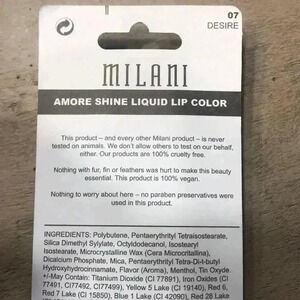 07
DESIRE
MILANI
AMORE SHINE LIQUID LIP COLOR
This product – and every other Milani product – is never
tested on animals. We don't allow others to test on our behalf,
either. Our products are 100% cruelty free.
Nothing with fur, fin or feathers was hurt to make this beauty
essential. This product is 100% vegan.
Nothing to worry about here – no paraben preservatives were
used in this product.
INGREDIENTS: Polybutene, Pentaerythrityl Tetraisostearate,
Silica Dimethyl Sylylate, Octyldodecanol, Isostearyl
Isostearate, Microcrystalline Wax (Cera Microcristallina),
Dicalcium Phosphate, Mica, Pentaerythrityl Tetra-Di-t-butyl
Hydroxyhydrocinnamate, Flavor (Aroma), Menthol, Tin Oxyde.
+/-May Contain: Titanium Dioxide (CI 77891), Iron Oxides (CI
77491, CI 77492, CI 77499), Yellow 5 Lake (CI 19140), Red 6,
Red 7 Lake (CI 15850), Blue 1 Lake (CI 42090), Red 28 Lake